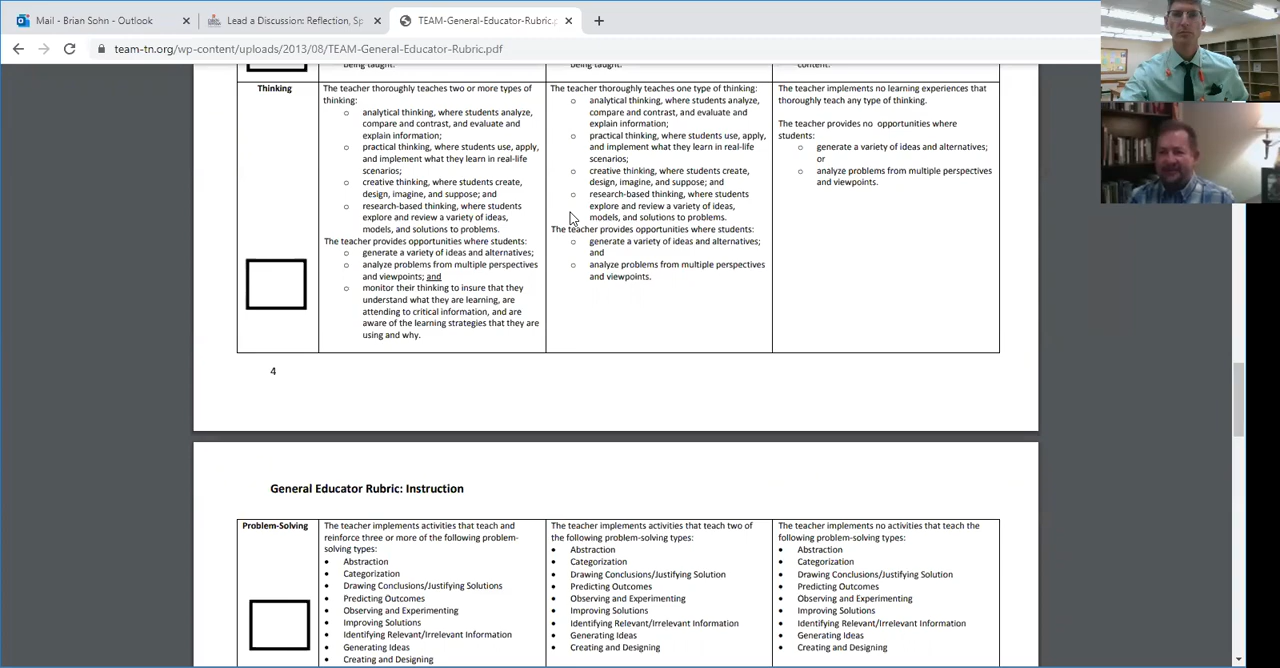 Mail - Brian Sohn - Outlook
Lead a Discussion: Reflection, Sp
TEAM-General-Educator-Rubric.p
team-tn.org/wp-content/uploads/2013/08/TEAM-General-Educator-Rubric.pdf
being taught.
being taught.
content.
Thinking
The teacher thoroughly teaches two or more types of
thinking:
o analytical thinking, where students analyze,
compare and contrast, and evaluate and
explain information;
o practical thinking, where students use, apply,
and implement what they learn in real-life
scenarios;
o creative thinking, where students create,
design, imagine, and suppose; and
o research-based thinking, where students
explore and review a variety of ideas,
models, and solutions to problems.
The teacher provides opportunities where students:
o generate a variety of ideas and alternatives;
o analyze problems from multiple perspectives
and viewpoints; and
o monitor their thinking to insure that they
understand what they are learning, are
attending to critical information, and are
aware of the learning strategies that they are
using and why.
The teacher thoroughly teaches one type of thinking:
o analytical thinking, where students analyze,
compare and contrast, and evaluate and
explain information;
o practical thinking, where students use, apply,
and implement what they learn in real-life
scenarios;
o creative thinking, where students create,
design, imagine, and suppose; and
o research-based thinking, where students
explore and review a variety of ideas,
models, and solutions to problems.
The teacher provides opportunities where students:
o generate a variety of ideas and alternatives;
and
o analyze problems from multiple perspectives
and viewpoints.
The teacher implements no learning experiences that
thoroughly teach any type of thinking.
The teacher provides no opportunities where
students:
o generate a variety of ideas and alternatives;
or
o analyze problems from multiple perspectives
and viewpoints.
4
General Educator Rubric: Instruction
Problem-Solving
The teacher implements activities that teach and
reinforce three or more of the following problem-
solving types:
• Abstraction
• Categorization
• Drawing Conclusions/Justifying Solutions
• Predicting Outcomes
• Observing and Experimenting
• Improving Solutions
• Identifying Relevant/Irrelevant Information
• Generating Ideas
• Creating and Designing
The teacher implements activities that teach two of
the following problem-solving types:
• Abstraction
• Categorization
• Drawing Conclusions/Justifying Solution
• Predicting Outcomes
• Observing and Experimenting
• Improving Solutions
• Identifying Relevant/Irrelevant Information
• Generating Ideas
• Creating and Designing
The teacher implements no activities that teach the
following problem-solving types:
• Abstraction
• Categorization
• Drawing Conclusions/Justifying Solution
• Predicting Outcomes
• Observing and Experimenting
• Improving Solutions
• Identifying Relevant/Irrelevant Information
• Generating Ideas
• Creating and Designing